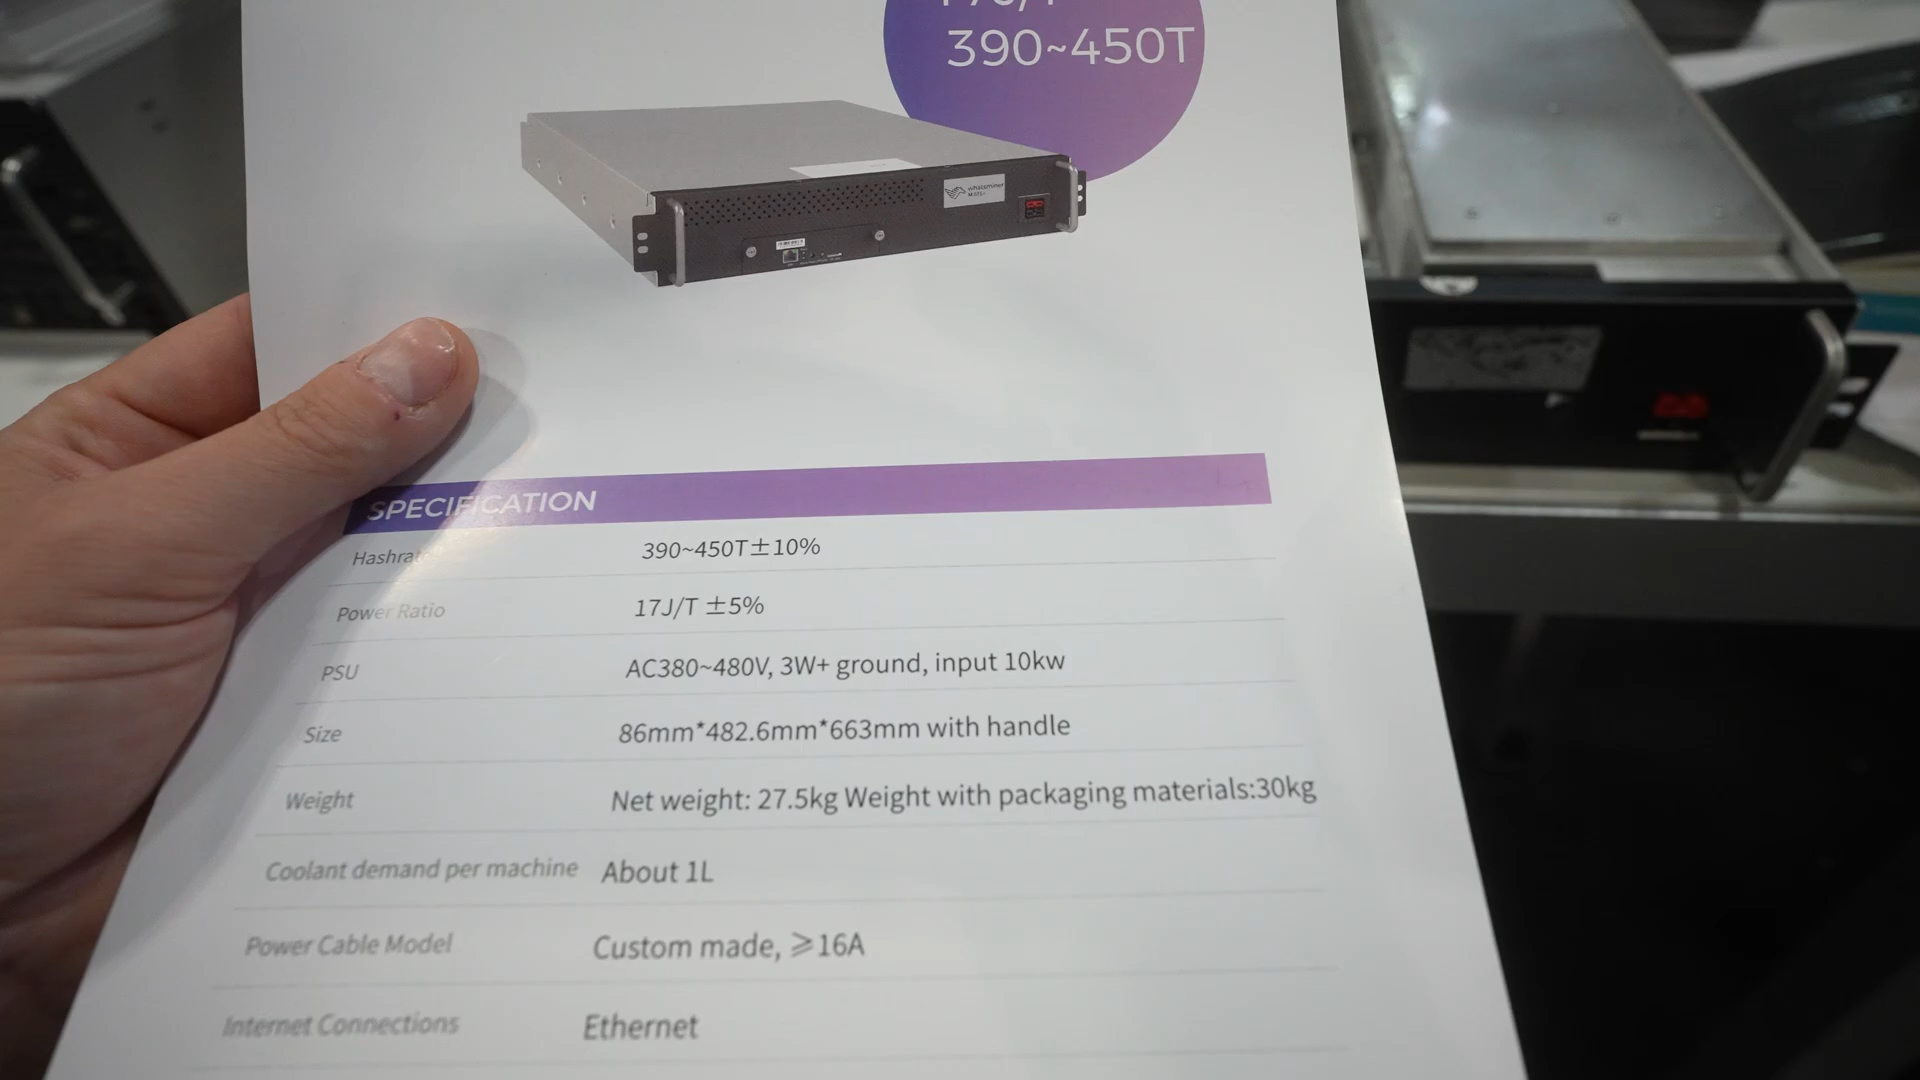 390~450T
whatsminer
SPECIFICATION
Hashra
390~450T±10%
Power Ratio
17J/T ±5%
PSU
AC380~480V, 3W+ ground, input 10kw
Size
86mm*482.6mm*663mm with handle
Weight
Net weight: 27.5kg Weight with packaging materials:30kg
Coolant demand per machine
About 1L
Power Cable Model
Custom made, ⩾16A
Internet Connections
Ethernet